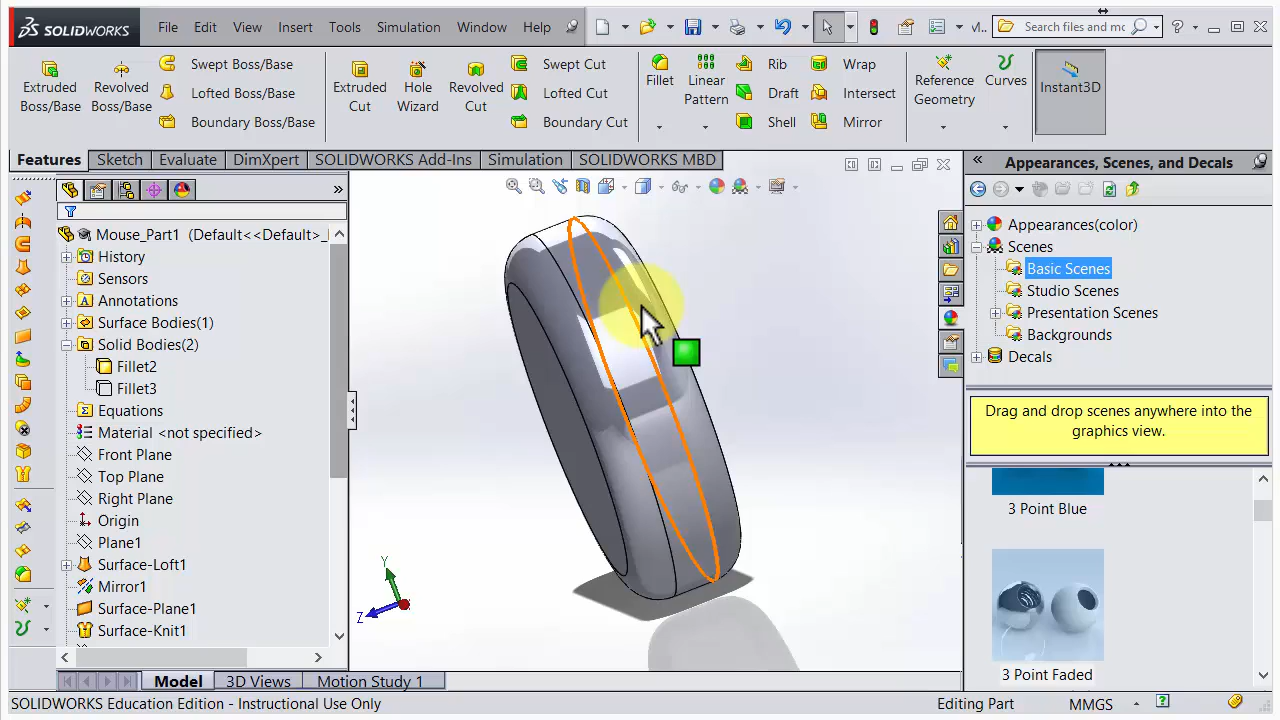 SOLIDWORKS File Edit View Insert Tools Simulation Window Help vl.. Search files and mc ?
Extruded Boss/Base
Revolved Boss/Base
Swept Boss/Base
Lofted Boss/Base
Boundary Boss/Base
Extruded Cut
Hole Wizard
Revolved Cut
Swept Cut
Lofted Cut
Boundary Cut
Fillet
Linear Pattern
Rib
Draft
Shell
Wrap
Intersect
Mirror
Reference Geometry
Curves
Instant3D
Features Sketch Evaluate DimXpert SOLIDWORKS Add-Ins Simulation SOLIDWORKS MBD
Mouse_Part1 (Default<<Default>_
History
Sensors
Annotations
Surface Bodies(1)
Solid Bodies(2)
Fillet2
Fillet3
Equations
Material <not specified>
Front Plane
Top Plane
Right Plane
Origin
Plane1
Surface-Loft1
Mirror1
Surface-Plane1
Surface-Knit1
Y
Z
Appearances, Scenes, and Decals
Appearances(color)
Scenes
Basic Scenes
Studio Scenes
Presentation Scenes
Backgrounds
Decals
Drag and drop scenes anywhere into the
graphics view.
3 Point Blue
3 Point Faded
Model 3D Views Motion Study 1
SOLIDWORKS Education Edition - Instructional Use Only Editing Part MMGS